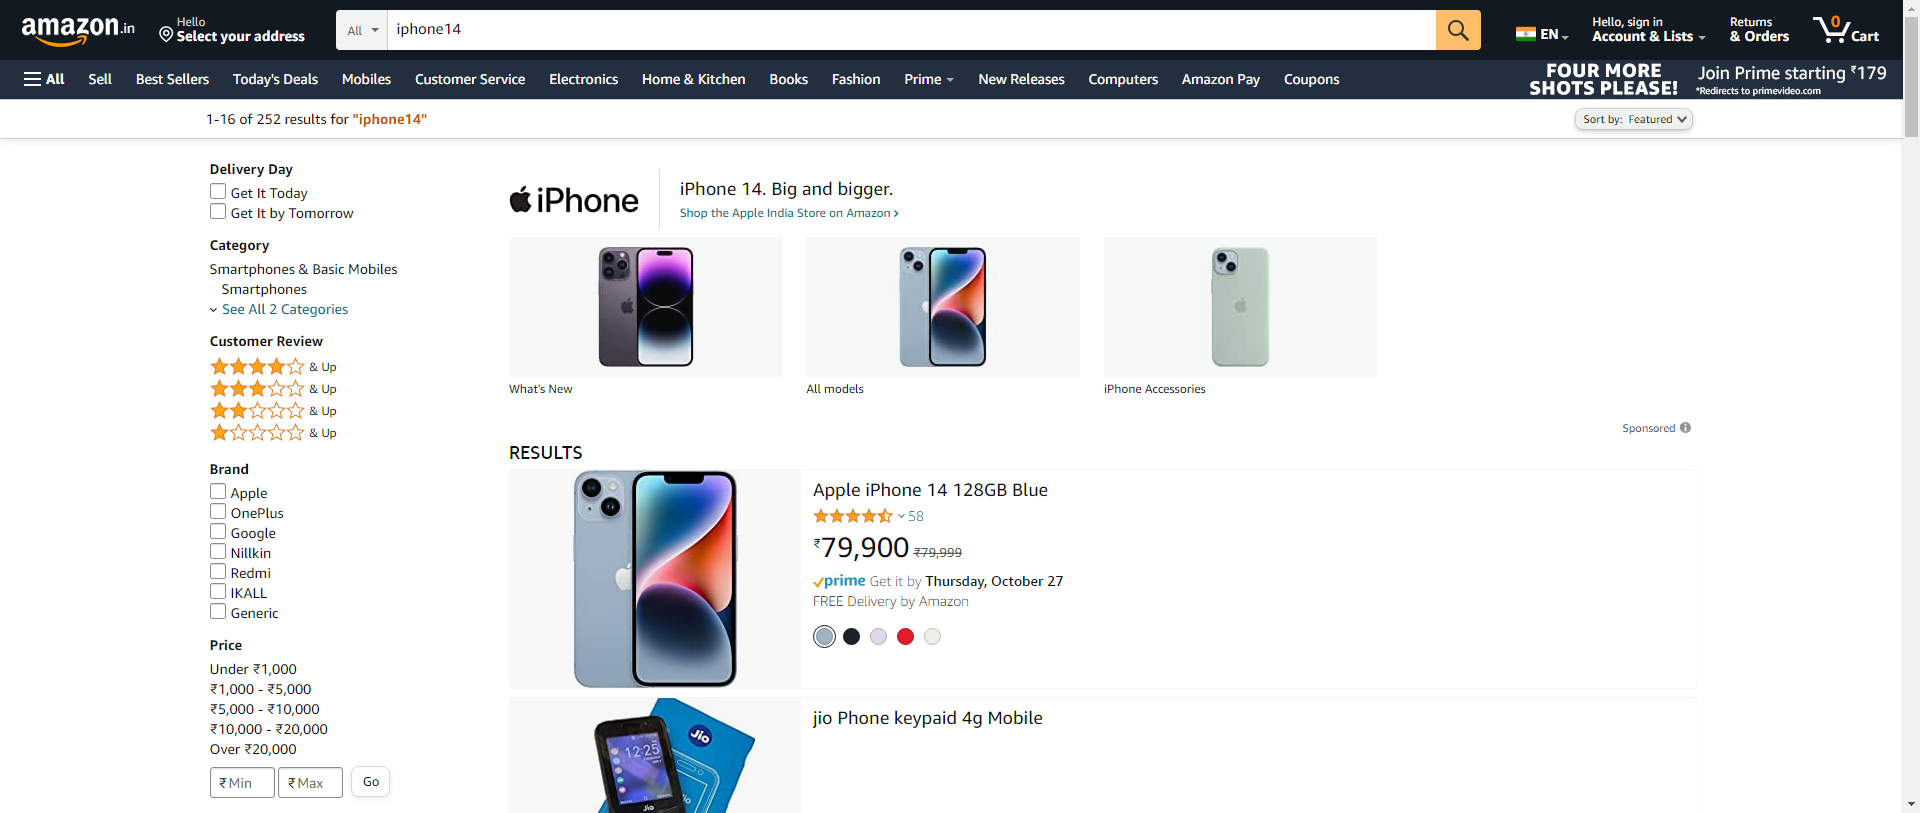 amazon.in
Hello
Select your address
All
iphone14
EN
Hello, sign in
Account & Lists
Returns
& Orders
0
Cart
All
Sell
Best Sellers
Today's Deals
Mobiles
Customer Service
Electronics
Home & Kitchen
Books
Fashion
Prime
New Releases
Computers
Amazon Pay
Coupons
FOUR MORE
SHOTS PLEASE!
Join Prime starting ₹179
*Redirects to primevideo.com
1-16 of 252 results for "iphone14"
Sort by: Featured
Delivery Day
Get It Today
Get It by Tomorrow
Category
Smartphones & Basic Mobiles
Smartphones
See All 2 Categories
Customer Review
& Up
& Up
& Up
& Up
Brand
Apple
OnePlus
Google
Nillkin
Redmi
IKALL
Generic
Price
Under ₹1,000
₹1,000 - ₹5,000
₹5,000 - ₹10,000
₹10,000 - ₹20,000
Over ₹20,000
₹ Min
₹ Max
Go
iPhone
iPhone 14. Big and bigger.
Shop the Apple India Store on Amazon ›
What's New
All models
iPhone Accessories
Sponsored
RESULTS
Apple iPhone 14 128GB Blue
58
₹79,900 ₹79,999
prime Get it by Thursday, October 27
FREE Delivery by Amazon
jio Phone keypaid 4g Mobile
Jio
12:25
Jio
Jio